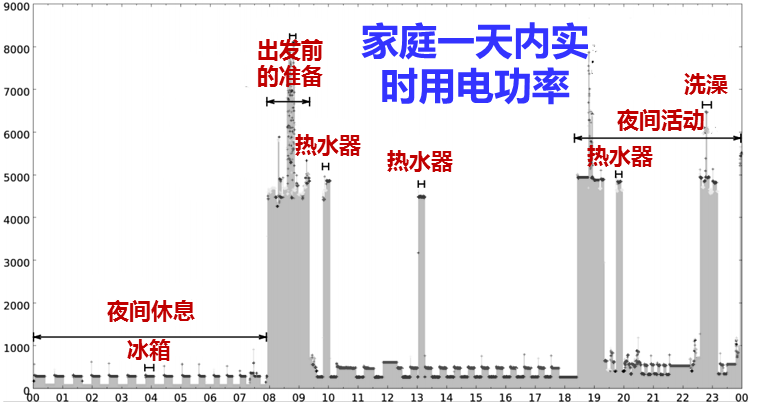 家庭一天内实
时用电功率
出发前
的准备
热水器
热水器
夜间活动
洗澡
热水器
夜间休息
冰箱
9000
8000
7000
6000
5000
4000
3000
2000
1000
0
00 01 02 03 04 05 06 07 08 09 10 11 12 13 14 15 16 17 18 19 20 21 22 23 00